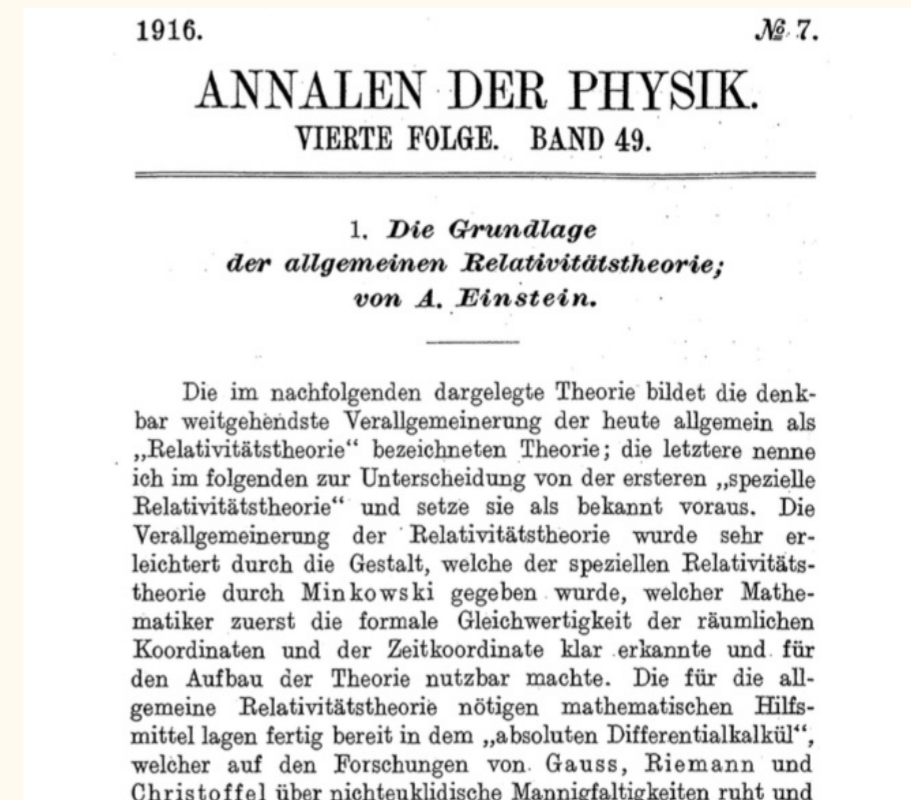 1916. № 7.
ANNALEN DER PHYSIK.
VIERTE FOLGE. BAND 49.
1. Die Grundlage
der allgemeinen Relativitätstheorie;
von A. Einstein.
Die im nachfolgenden dargelegte Theorie bildet die denk-
bar weitgehendste Verallgemeinerung der heute allgemein als
„Relativitätstheorie“ bezeichneten Theorie; die letztere nenne
ich im folgenden zur Unterscheidung von der ersteren „spezielle
Relativitätstheorie“ und setze sie als bekannt voraus. Die
Verallgemeinerung der Relativitätstheorie wurde sehr er-
leichtert durch die Gestalt, welche der speziellen Relativitäts-
theorie durch Minkowski gegeben wurde, welcher Mathe-
matiker zuerst die formale Gleichwertigkeit der räumlichen
Koordinaten und der Zeitkoordinate klar erkannte und für
den Aufbau der Theorie nutzbar machte. Die für die all-
gemeine Relativitätstheorie nötigen mathematischen Hilfs-
mittel lagen fertig bereit in dem „absoluten Differentialkalkül“,
welcher auf den Forschungen von Gauss, Riemann und
Christoffel über nichteuklidische Mannigfaltigkeiten ruht und